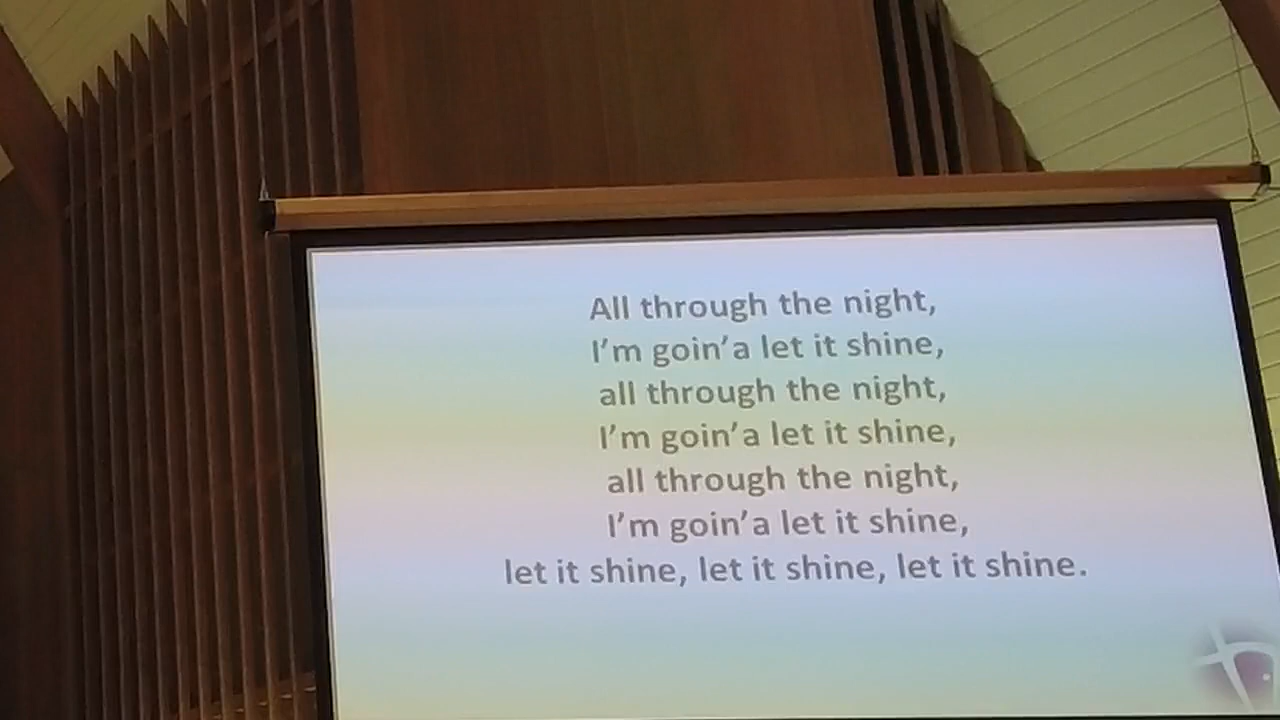 All through the night,
I'm goin'a let it shine,
all through the night,
I'm goin'a let it shine,
all through the night,
I'm goin'a let it shine,
let it shine, let it shine, let it shine.